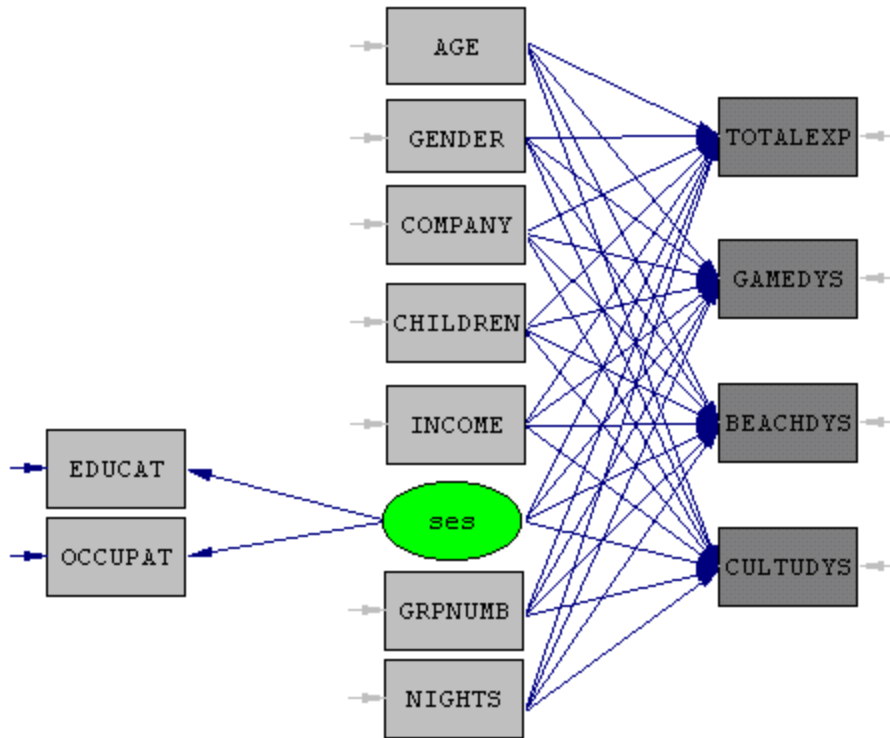 AGE
GENDER
COMPANY
CHILDREN
INCOME
ses
GRPNUMB
NIGHTS
EDUCAT
OCCUPAT
TOTALEXP
GAMEDYS
BEACHDYS
CULTUDYS